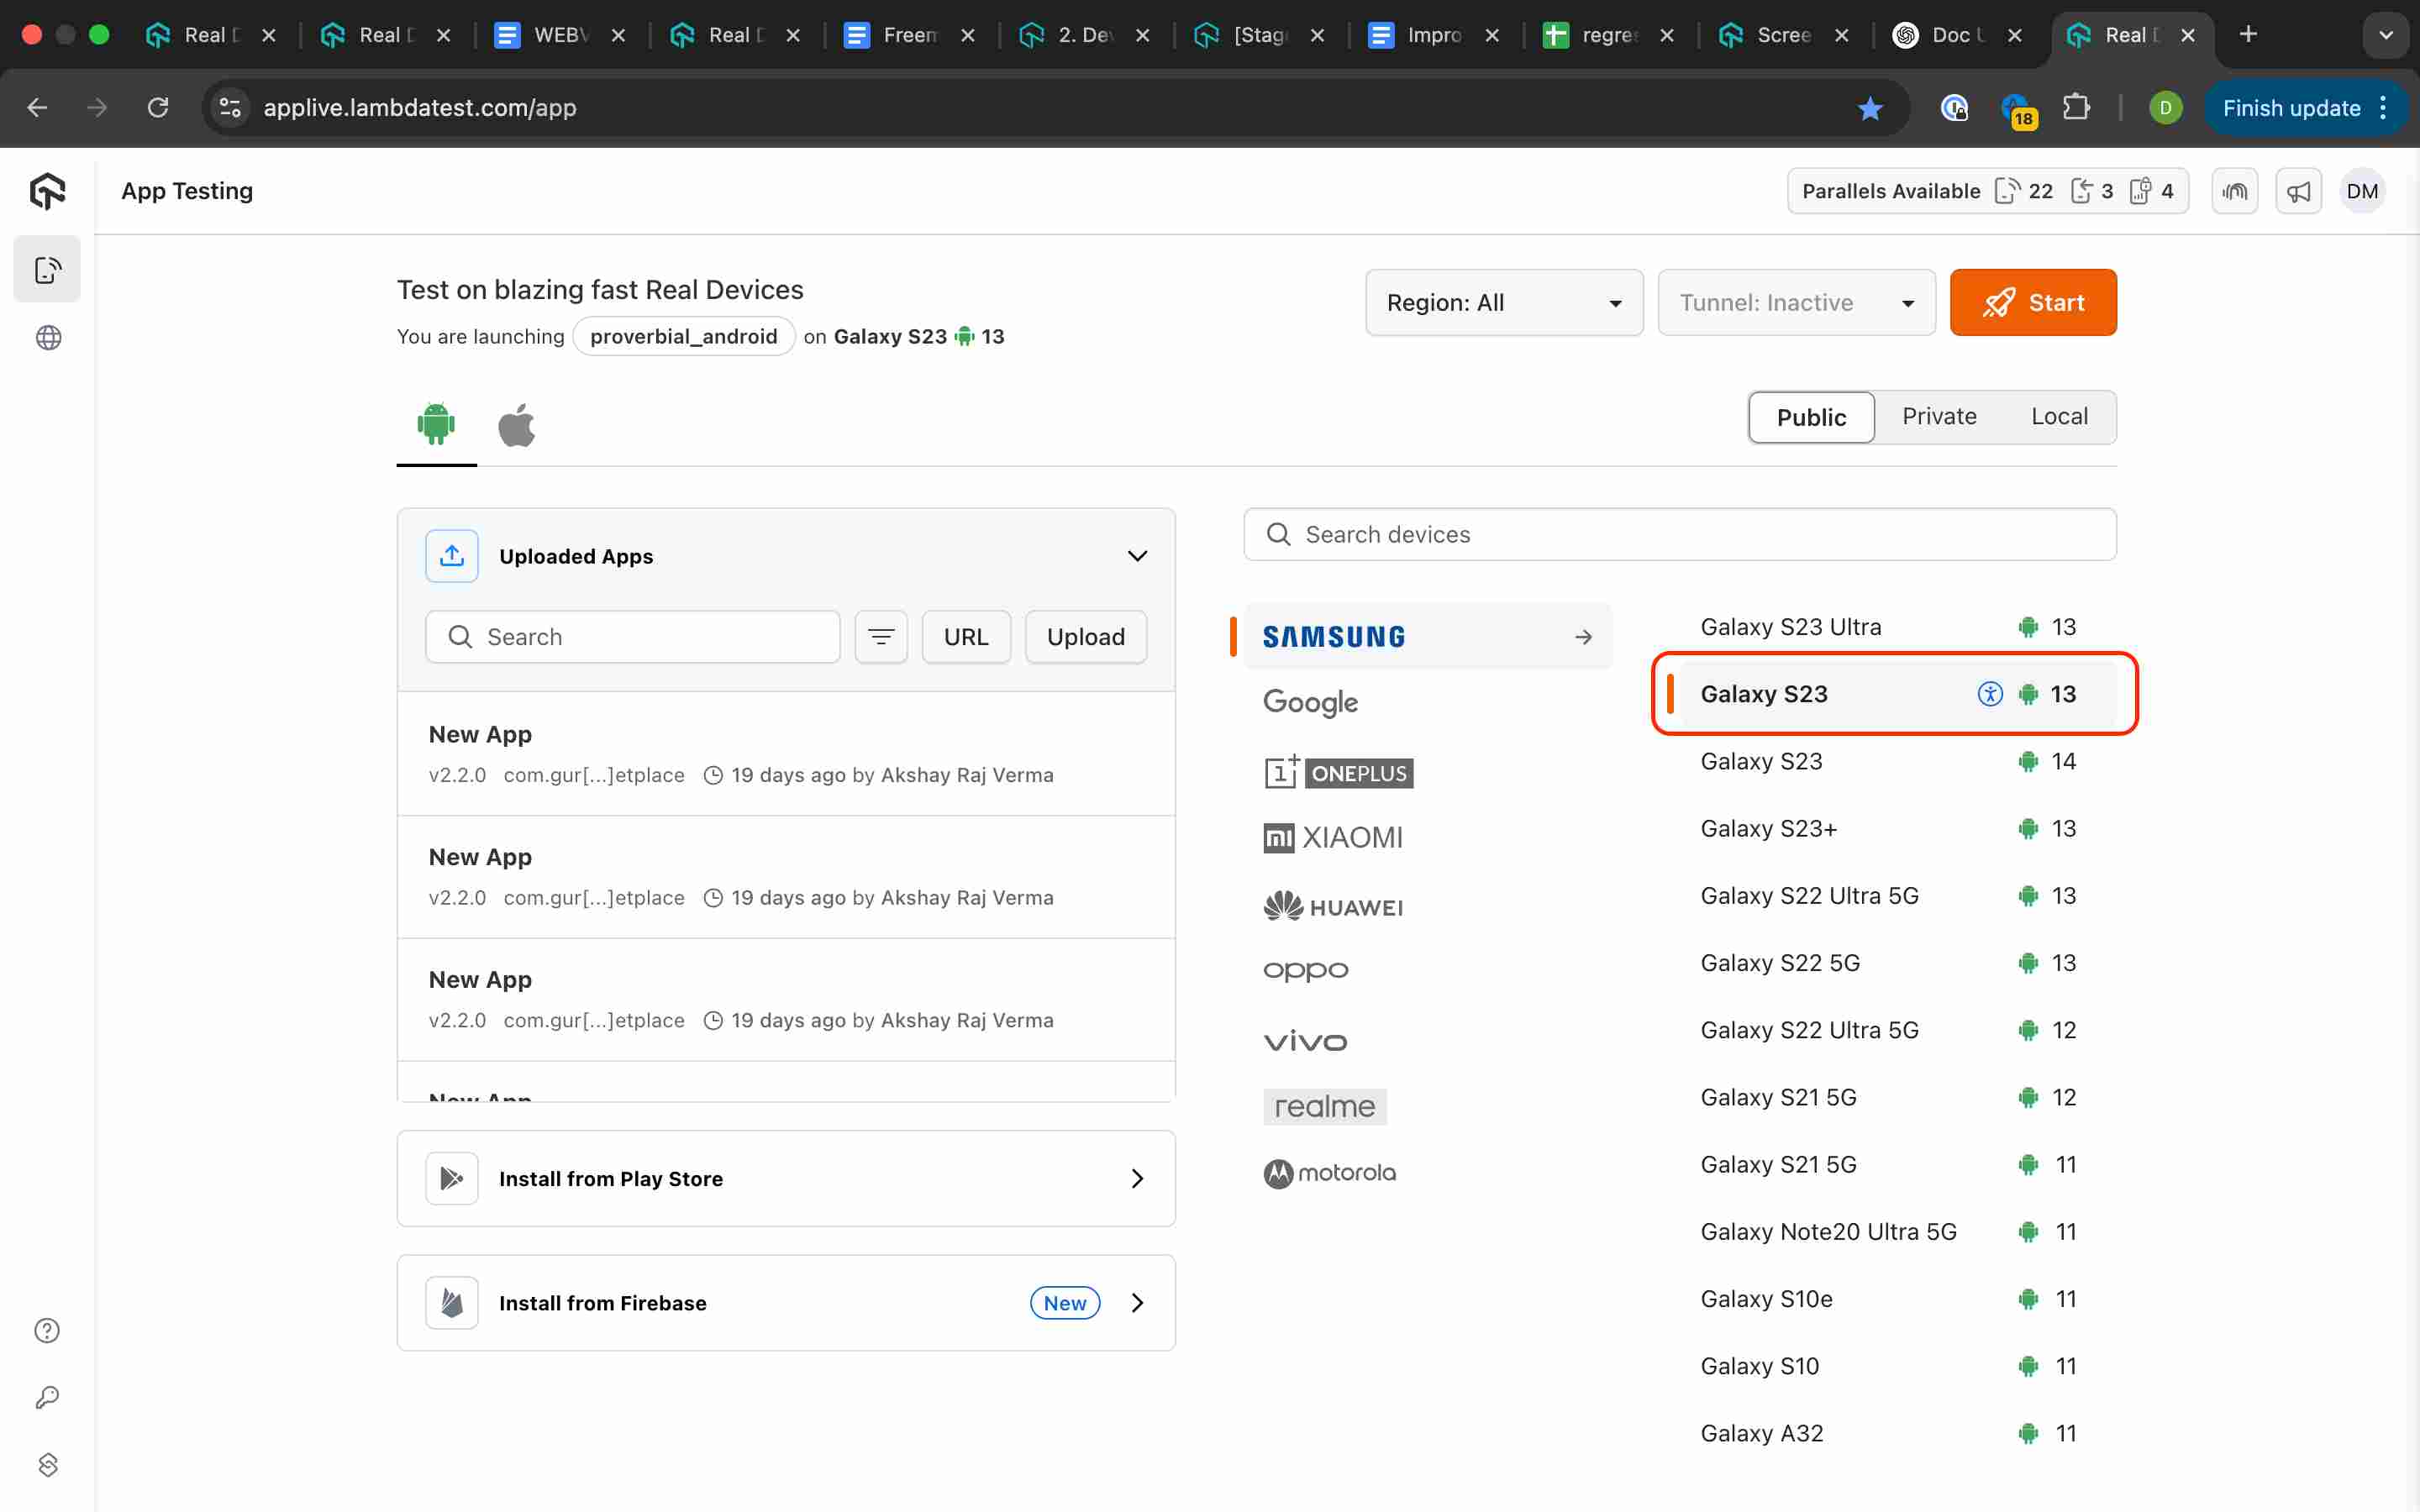 Real D
Real D
WEBV
Real D
Freem
2. Dev
[Stag
Impro
regres
Scree
Doc U
Real D
applive.lambdatest.com/app
18
D
Finish update
App Testing
Parallels Available 22 3 4
DM
Test on blazing fast Real Devices
You are launching proverbial_android on Galaxy S23 13
Region: All
Tunnel: Inactive
Start
Public
Private
Local
Uploaded Apps
Search
URL
Upload
New App
v2.2.0 com.gur[...]etplace 19 days ago by Akshay Raj Verma
New App
v2.2.0 com.gur[...]etplace 19 days ago by Akshay Raj Verma
New App
v2.2.0 com.gur[...]etplace 19 days ago by Akshay Raj Verma
New App
Install from Play Store
Install from Firebase New
Search devices
SAMSUNG
Google
1+ ONEPLUS
mi XIAOMI
HUAWEI
oppo
vivo
realme
motorola
Galaxy S23 Ultra 13
Galaxy S23 13
Galaxy S23 14
Galaxy S23+ 13
Galaxy S22 Ultra 5G 13
Galaxy S22 5G 13
Galaxy S22 Ultra 5G 12
Galaxy S21 5G 12
Galaxy S21 5G 11
Galaxy Note20 Ultra 5G 11
Galaxy S10e 11
Galaxy S10 11
Galaxy A32 11